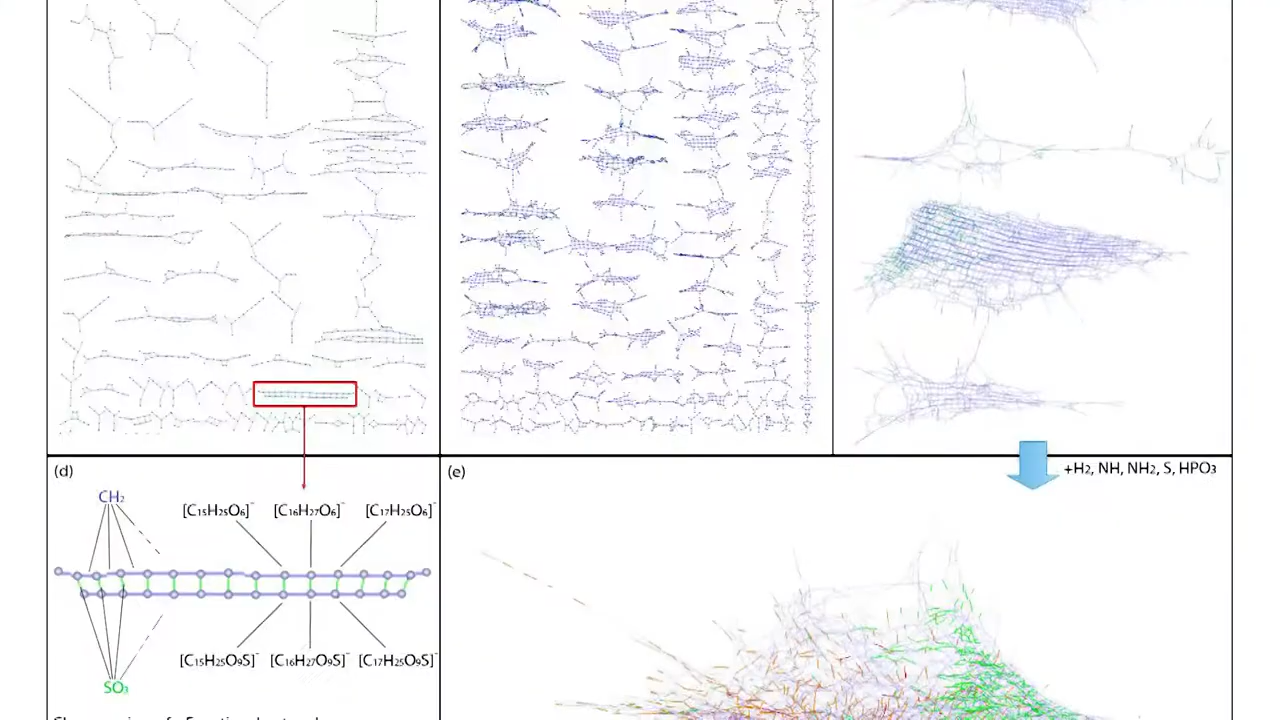 (d)
(e)
+H₂, NH, NH₂, S, HPO₃
CH₂
[C₁₅H₂₅O₆]⁻ [C₁₆H₂₇O₆]⁻ [C₁₇H₂₅O₆]⁻
[C₁₅H₂₅O₉S]⁻ [C₁₆H₂₇O₉S]⁻ [C₁₇H₂₅O₉S]⁻
SO₃